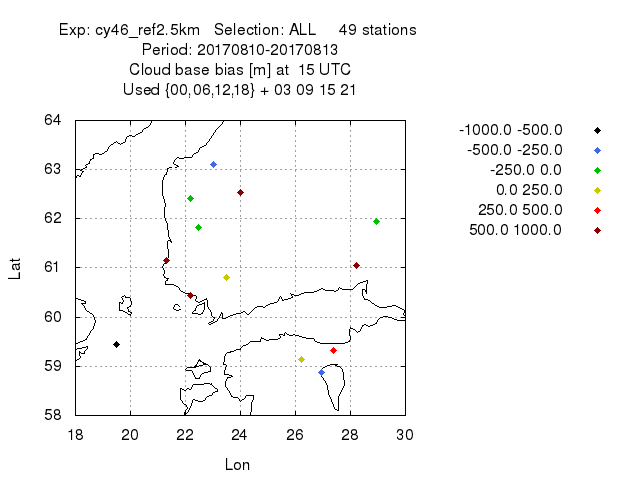 Exp: cy46_ref2.5km   Selection: ALL     49 stations
Period: 20170810-20170813
Cloud base bias [m] at  15 UTC
Used {00,06,12,18} + 03 09 15 21
-1000.0 -500.0
-500.0 -250.0
-250.0 0.0
0.0 250.0
250.0 500.0
500.0 1000.0
Lat
64
63
62
61
60
59
58
18 20 22 24 26 28 30
Lon